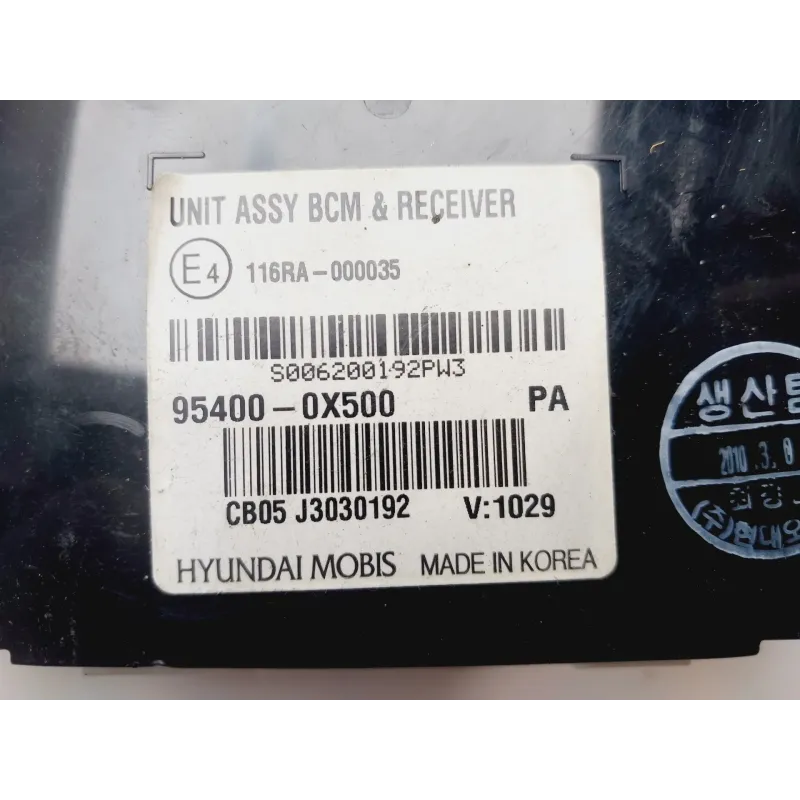 UNIT ASSY BCM & RECEIVER
E4 116RA-000035
S006200192PW3
95400-0X500 PA
CB05 J3030192 V:1029
HYUNDAI MOBIS MADE IN KOREA
생산팀
2010.3.